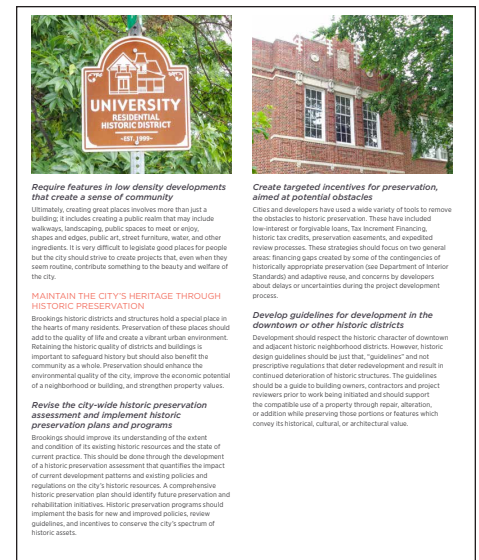 UNIVERSITY
RESIDENTIAL
HISTORIC DISTRICT
-EST. 1999-
Require features in low density developments
that create a sense of community
Ultimately, creating great places involves more than just a
building; it includes creating a public realm that may include
walkways, landscaping, public spaces to meet or enjoy,
shapes and edges, public art, street furniture, water, and other
ingredients. It is very difficult to legislate good places for people
but the city should strive to create projects that, even when they
seem routine, contribute something to the beauty and welfare of
the city.
MAINTAIN THE CITY'S HERITAGE THROUGH
HISTORIC PRESERVATION
Brookings historic districts and structures hold a special place in
the hearts of many residents. Preservation of these places should
add to the quality of life and create a vibrant urban environment.
Retaining the historic quality of districts and buildings is
important to safeguard history but should also benefit the
community as a whole. Preservation should enhance the
environmental quality of the city, improve the economic potential
of a neighborhood or building, and strengthen property values.
Revise the city-wide historic preservation
assessment and implement historic
preservation plans and programs
Brookings should improve its understanding of the extent
and condition of its existing historic resources and the state of
current practice. This should be done through the development
of a historic preservation assessment that quantifies the impact
of current development patterns and existing policies and
regulations on the city's historic resources. A comprehensive
historic preservation plan should identify future preservation and
rehabilitation initiatives. Historic preservation programs should
implement the basis for new and improved policies, review
guidelines, and incentives to conserve the city's spectrum of
historic assets.
Create targeted incentives for preservation,
aimed at potential obstacles
Cities and developers have used a wide variety of tools to remove
the obstacles to historic preservation. These have included
low-interest or forgivable loans, Tax Increment Financing,
historic tax credits, preservation easements, and expedited
review processes. These strategies should focus on two general
areas: financing gaps created by some of the contingencies of
historically appropriate preservation (see Department of Interior
Standards) and adaptive reuse, and concerns by developers
about delays or uncertainties during the project development
process.
Develop guidelines for development in the
downtown or other historic districts
Development should respect the historic character of downtown
and adjacent historic neighborhood districts. However, historic
design guidelines should be just that, "guidelines" and not
prescriptive regulations that deter redevelopment and result in
continued deterioration of historic structures. The guidelines
should be a guide to building owners, contractors and project
reviewers prior to work being initiated and should support
the compatible use of a property through repair, alteration,
or addition while preserving those portions or features which
convey its historical, cultural, or architectural value.